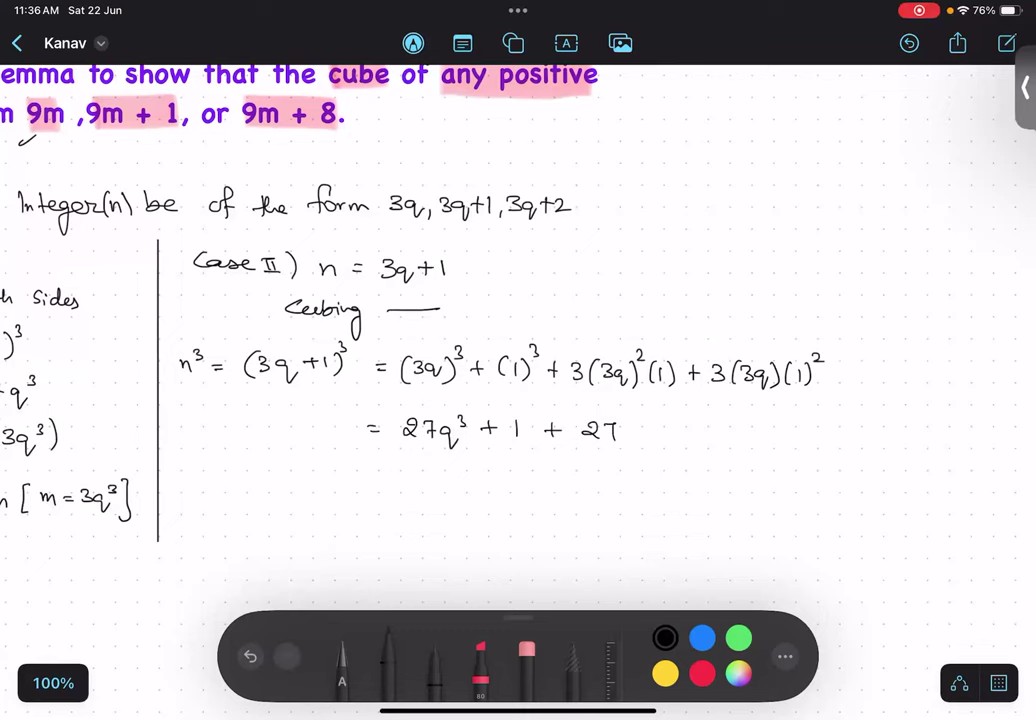 11:36 AM Sat 22 Jun
76%
Kanav
emma to show that the cube of any positive
m 9m ,9m + 1, or 9m + 8.
Integer(n) be of the form 3q, 3q+1, 3q+2
Case II) n = 3q+1
Cubing
h sides
)³
n³ = (3q +1)³ = (3q)³ + (1)³ + 3(3q)²(1) + 3(3q)(1)²
q³
= 27q³ + 1 + 27
3q³)
[m = 3q³]
A
80
100%
A